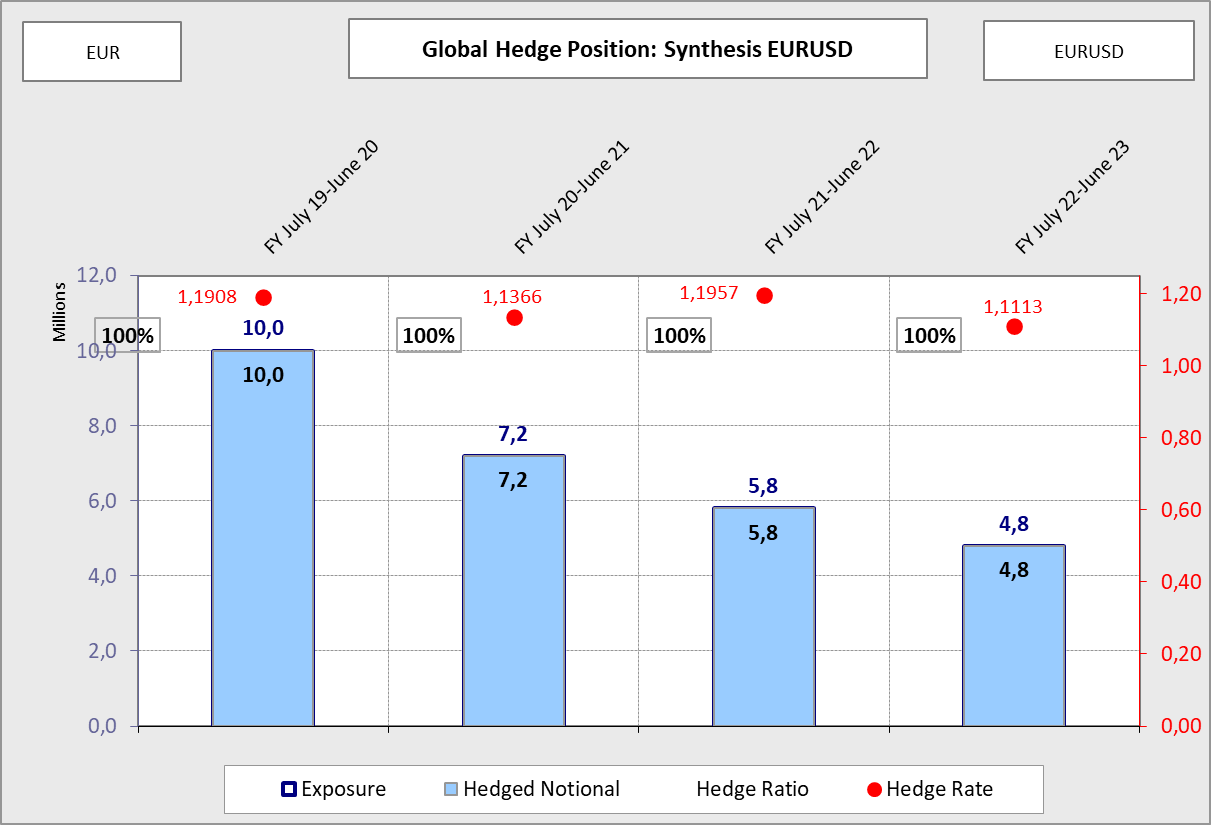 EUR
Global Hedge Position: Synthesis EURUSD
EURUSD
FY July 19-June 20
FY July 20-June 21
FY July 21-June 22
FY July 22-June 23
Millions
12,0
10,0
8,0
6,0
4,0
2,0
0,0
1,1908
1,1366
1,1957
1,1113
100%
100%
100%
100%
10,0
10,0
7,2
7,2
5,8
5,8
4,8
4,8
1,20
1,00
0,80
0,60
0,40
0,20
0,00
Exposure
Hedged Notional
Hedge Ratio
Hedge Rate